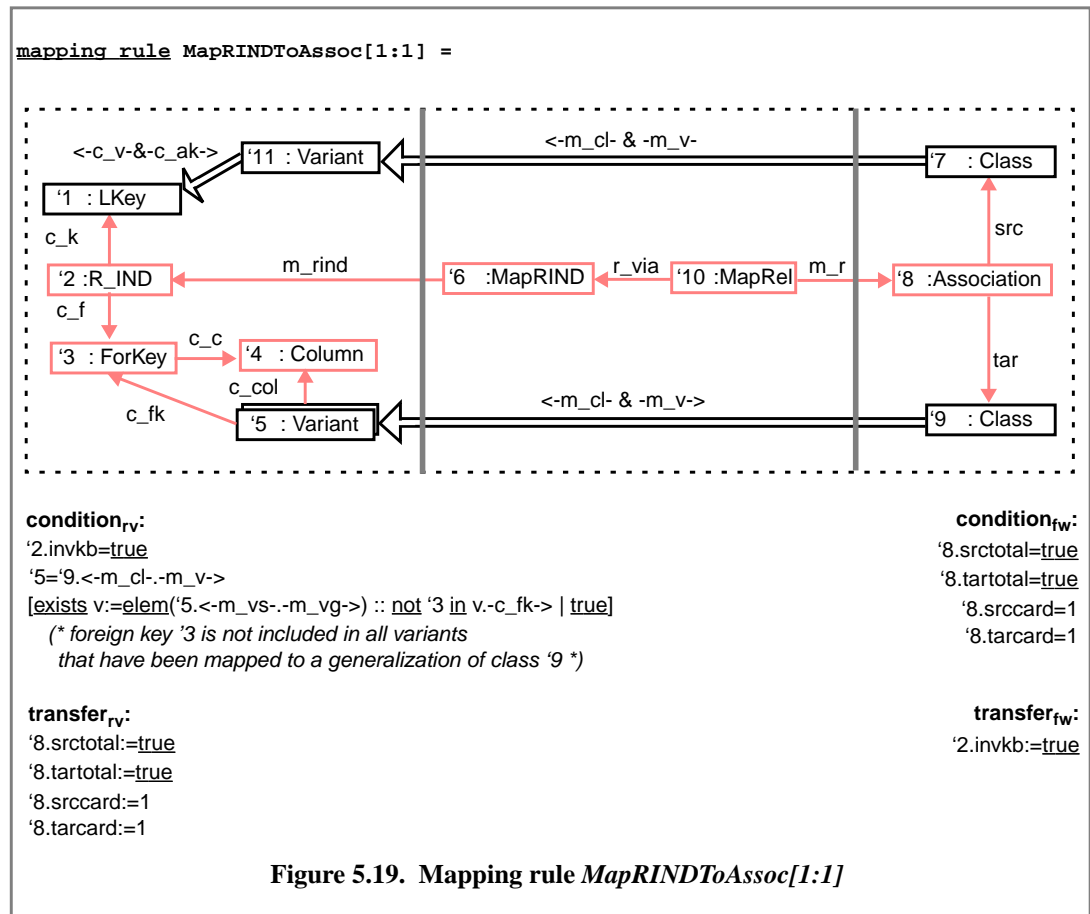 mapping rule MapRINDToAssoc[1:1] =
<-c_v-&-c_ak->
‘11 : Variant
<-m_cl- & -m_v-
‘7 : Class
‘1 : LKey
c_k
src
‘2 :R_IND
m_rind
‘6 :MapRIND
r_via
‘10 :MapRel
m_r
‘8 :Association
c_f
‘3 : ForKey
c_c
‘4 : Column
tar
c_col
c_fk
‘5 : Variant
<-m_cl- & -m_v->
‘9 : Class
condition_rv:
‘2.invkb=true
‘5=‘9.<-m_cl-.-m_v->
[exists v:=elem(‘5.<-m_vs-.-m_vg->) :: not ‘3 in v.-c_fk-> | true]
(* foreign key ’3 is not included in all variants
that have been mapped to a generalization of class ‘9 *)
condition_fw:
‘8.srctotal=true
‘8.tartotal=true
‘8.srccard=1
‘8.tarcard=1
transfer_rv:
‘8.srctotal:=true
‘8.tartotal:=true
‘8.srccard:=1
‘8.tarcard:=1
transfer_fw:
‘2.invkb:=true
Figure 5.19. Mapping rule MapRINDToAssoc[1:1]